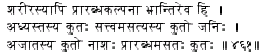 शरीरस्यापि प्रारब्धकल्पना भ्रान्तिरेव हि ।
अध्यस्तस्य कुतः सत्त्वमसत्यस्य कुतो जनिः ।
अजातस्य कुतो नाशः प्रारब्धमसतः कुतः ॥ ४६१॥